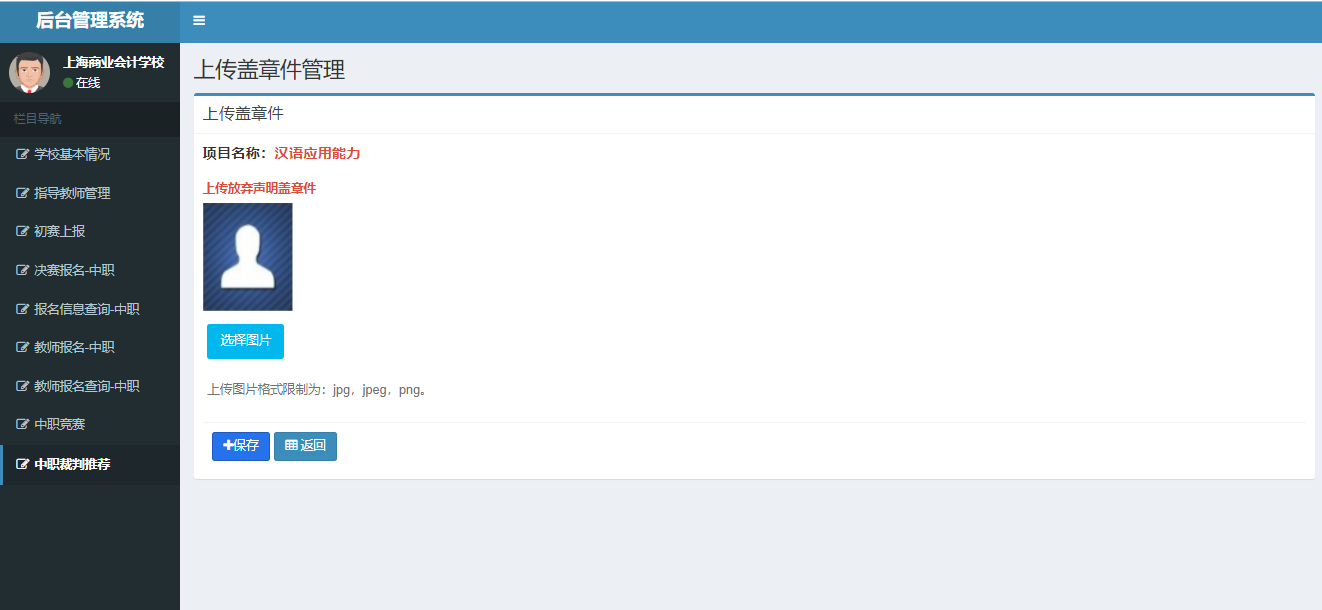 后台管理系统
上海商业会计学校
在线
栏目导航
学校基本情况
指导教师管理
初赛上报
决赛报名-中职
报名信息查询-中职
教师报名-中职
教师报名查询-中职
中职竞赛
中职裁判推荐
上传盖章件管理
上传盖章件
项目名称：汉语应用能力
上传放弃声明盖章件
选择图片
上传图片格式限制为：jpg，jpeg，png。
保存 返回